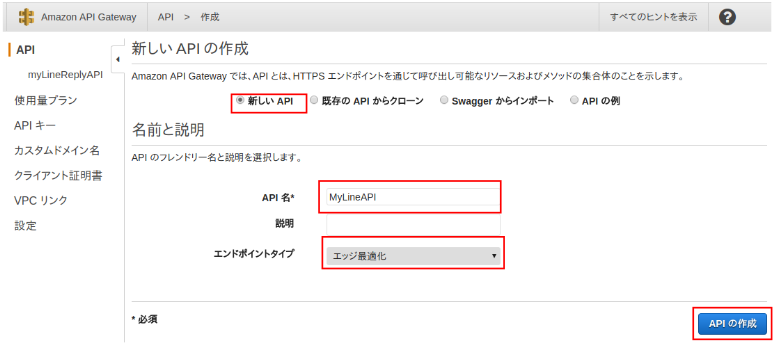 Amazon API Gateway API > 作成 すべてのヒントを表示 ?
API
myLineReplyAPI
使用量プラン
API キー
カスタムドメイン名
クライアント証明書
VPC リンク
設定
新しい API の作成
Amazon API Gateway では、API とは、HTTPS エンドポイントを通じて呼び出し可能なリソースおよびメソッドの集合体のことを示します。
新しい API 既存の API からクローン Swagger からインポート API の例
名前と説明
API のフレンドリー名と説明を選択します。
API 名* MyLineAPI
説明
エンドポイントタイプ エッジ最適化
* 必須 API の作成